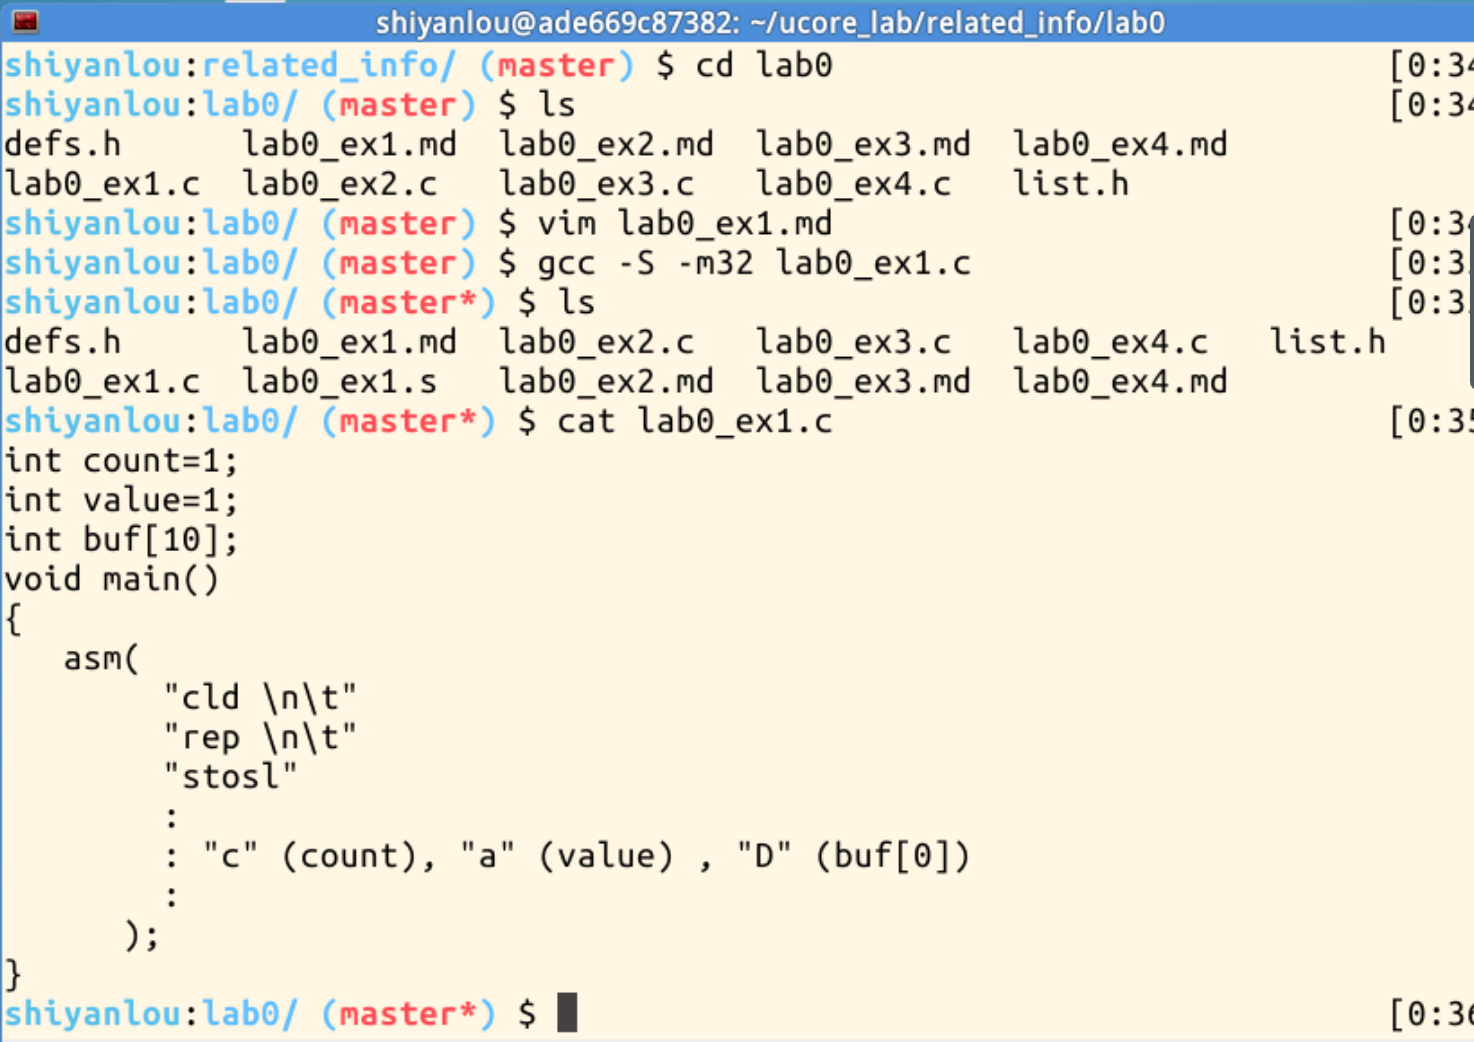 shiyanlou@ade669c87382: ~/ucore_lab/related_info/lab0
shiyanlou:related_info/ (master) $ cd lab0 [0:34
shiyanlou:lab0/ (master) $ ls [0:34
defs.h lab0_ex1.md lab0_ex2.md lab0_ex3.md lab0_ex4.md
lab0_ex1.c lab0_ex2.c lab0_ex3.c lab0_ex4.c list.h
shiyanlou:lab0/ (master) $ vim lab0_ex1.md [0:34
shiyanlou:lab0/ (master) $ gcc -S -m32 lab0_ex1.c [0:3
shiyanlou:lab0/ (master*) $ ls [0:3
defs.h lab0_ex1.md lab0_ex2.c lab0_ex3.c lab0_ex4.c list.h
lab0_ex1.c lab0_ex1.s lab0_ex2.md lab0_ex3.md lab0_ex4.md
shiyanlou:lab0/ (master*) $ cat lab0_ex1.c [0:35
int count=1;
int value=1;
int buf[10];
void main()
{
asm(
"cld \n\t"
"rep \n\t"
"stosl"
:
: "c" (count), "a" (value) , "D" (buf[0])
:
);
}
shiyanlou:lab0/ (master*) $ [0:36